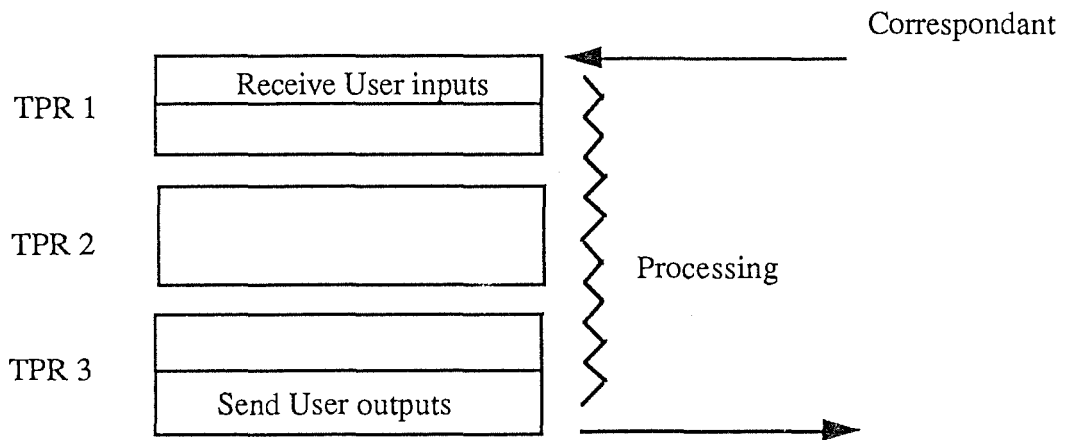 Correspondant
Receive User inputs
TPR 1
TPR 2
Processing
TPR 3
Send User outputs